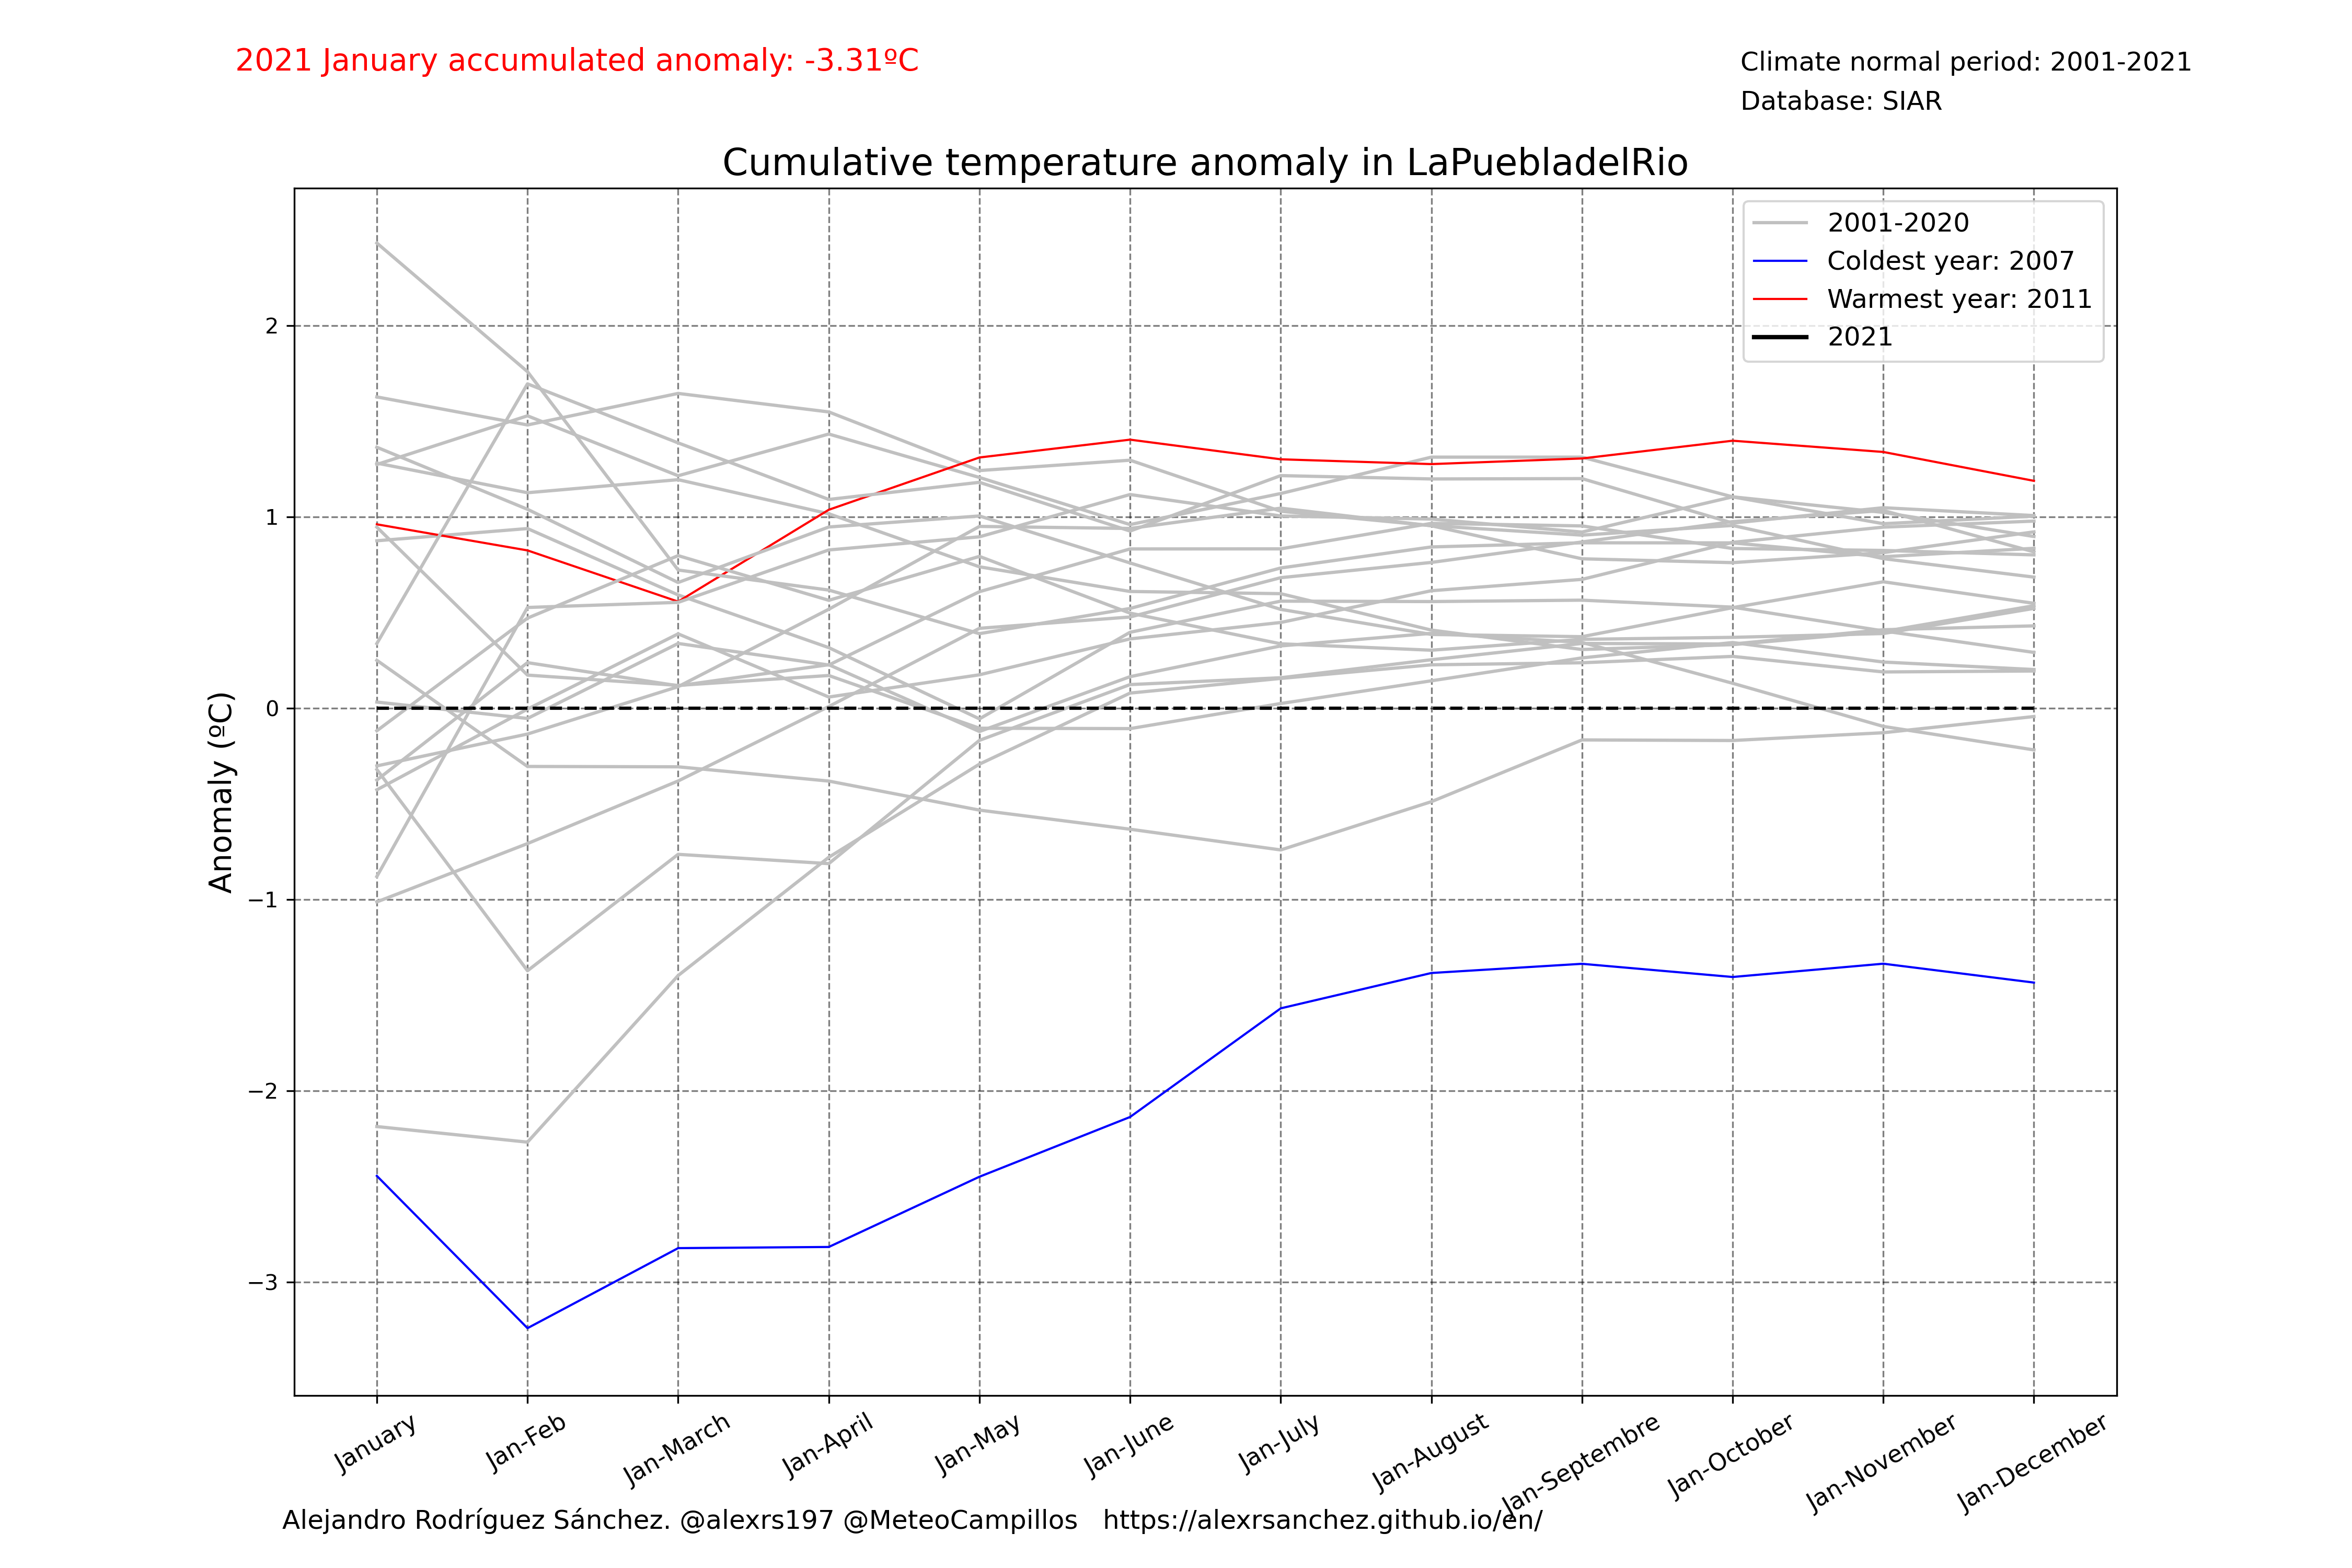 2021 January accumulated anomaly: -3.31ºC
Climate normal period: 2001-2021
Database: SIAR
Cumulative temperature anomaly in LaPuebladelRio
2001-2020
Coldest year: 2007
Warmest year: 2011
2021
2
1
0
−1
−2
−3
Anomaly (ºC)
January
Jan-Feb
Jan-March
Jan-April
Jan-May
Jan-June
Jan-July
Jan-August
Jan-Septembre
Jan-October
Jan-November
Jan-December
Alejandro Rodríguez Sánchez. @alexrs197 @MeteoCampillos   https://alexrsanchez.github.io/en/